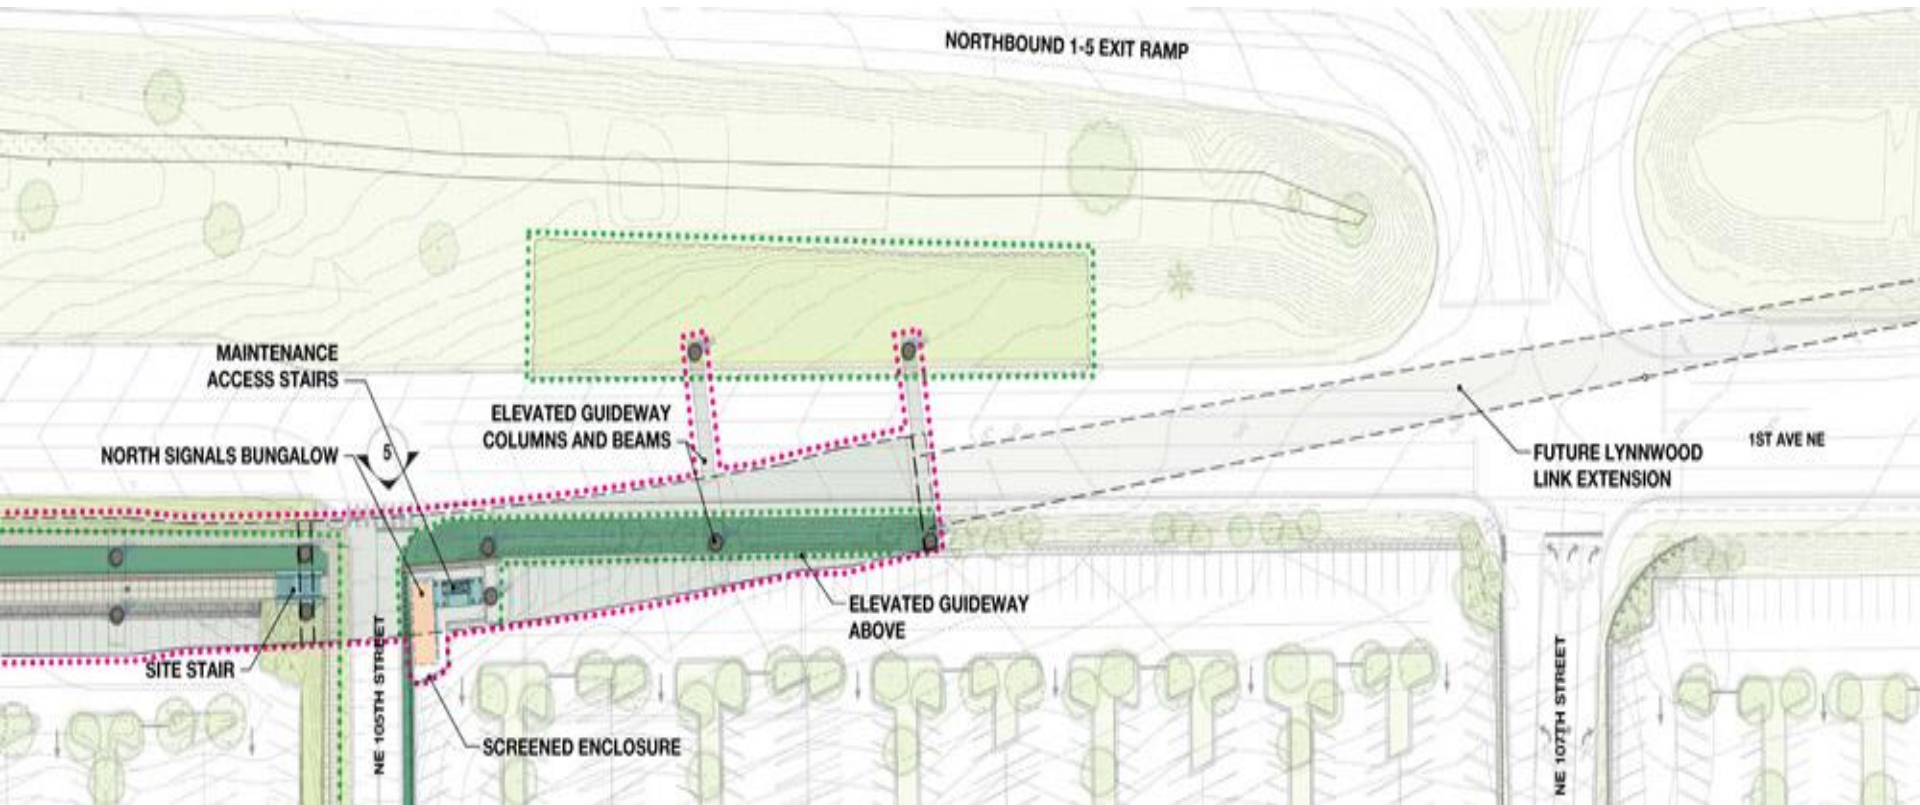 NORTHBOUND 1-5 EXIT RAMP
MAINTENANCE
ACCESS STAIRS
ELEVATED GUIDEWAY
COLUMNS AND BEAMS
NORTH SIGNALS BUNGALOW
5
1ST AVE NE
FUTURE LYNNWOOD
LINK EXTENSION
ELEVATED GUIDEWAY
ABOVE
SITE STAIR
NE 105TH STREET
NE 107TH STREET
SCREENED ENCLOSURE